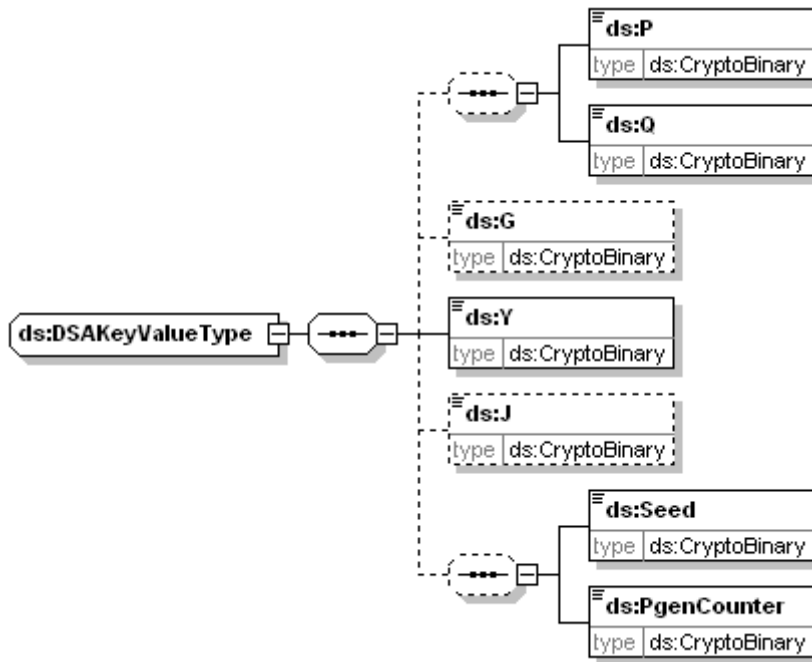 ds:P
type ds:CryptoBinary
ds:Q
type ds:CryptoBinary
ds:G
type ds:CryptoBinary
ds:DSAKeyValueType
ds:Y
type ds:CryptoBinary
ds:J
type ds:CryptoBinary
ds:Seed
type ds:CryptoBinary
ds:PgenCounter
type ds:CryptoBinary